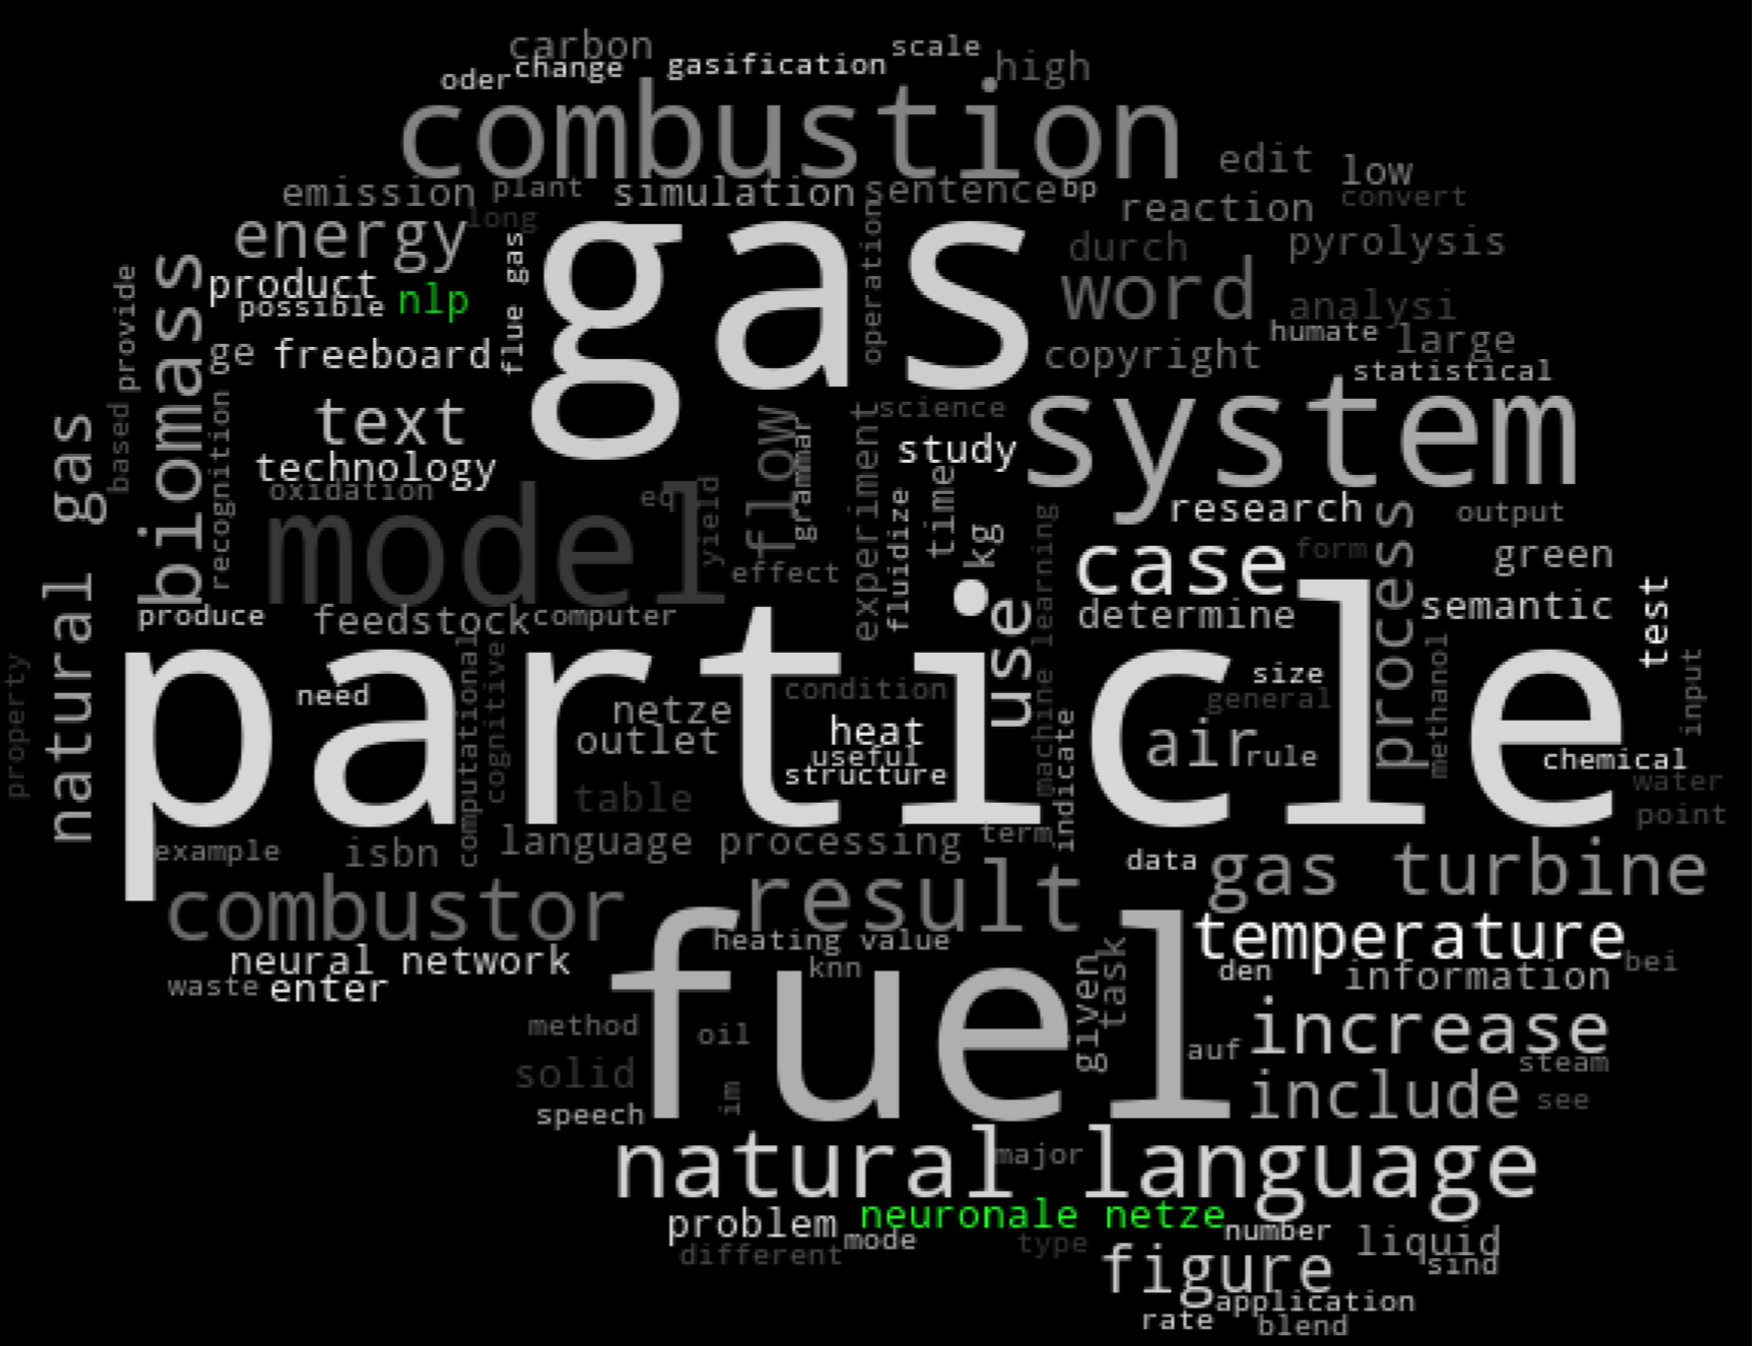 carbon
scale
oder
change
gasification
high
combustion
edit
low
emission
plant
simulation
sentence
bp
convert
long
reaction
energy
gas
operation
durch
pyrolysis
product
possible
nlp
flue gas
word
analysi
provide
biomass
ge
freeboard
copyright
humate
large
statistical
natural gas
based
recognition
text
technology
oxidation
flow
grammar
experiment
science
study
system
model
eq
yield
effect
fluidize
time
kg
research
output
process
case
form
green
produce
feedstock
computer
use
machine learning
determine
semantic
test
particle
property
need
computational
cognitive
netze
outlet
condition
heat
useful
structure
size
general
air
rule
methanol
input
chemical
water
point
table
indicate
example
isbn
language processing
term
data
gas turbine
combustor
result
temperature
neural network
heating value
knn
fuel
given
task
den
information
bei
waste
enter
method
oil
auf
increase
steam
solid
im
speech
include
see
natural language
major
problem
neuronale netze
number
different
mode
type
liquid
figure
sind
application
rate
blend